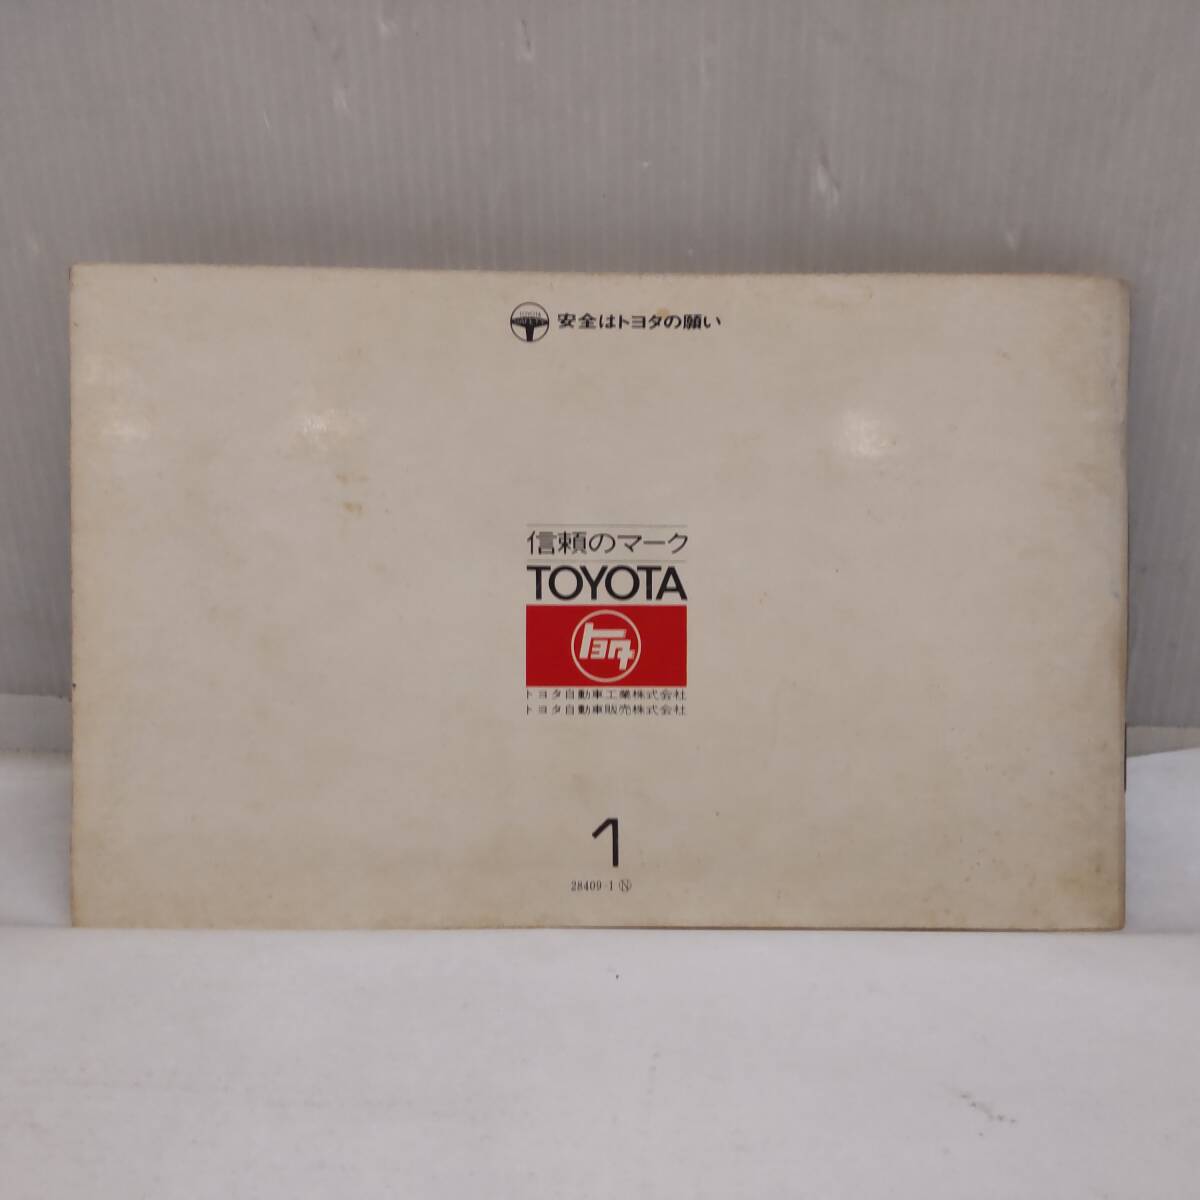 TOYOTA
SAFETY
安全はトヨタの願い
信頼のマーク
TOYOTA
トヨタ
トヨタ自動車工業株式会社
トヨタ自動車販売株式会社
1
28409-1 Ⓝ